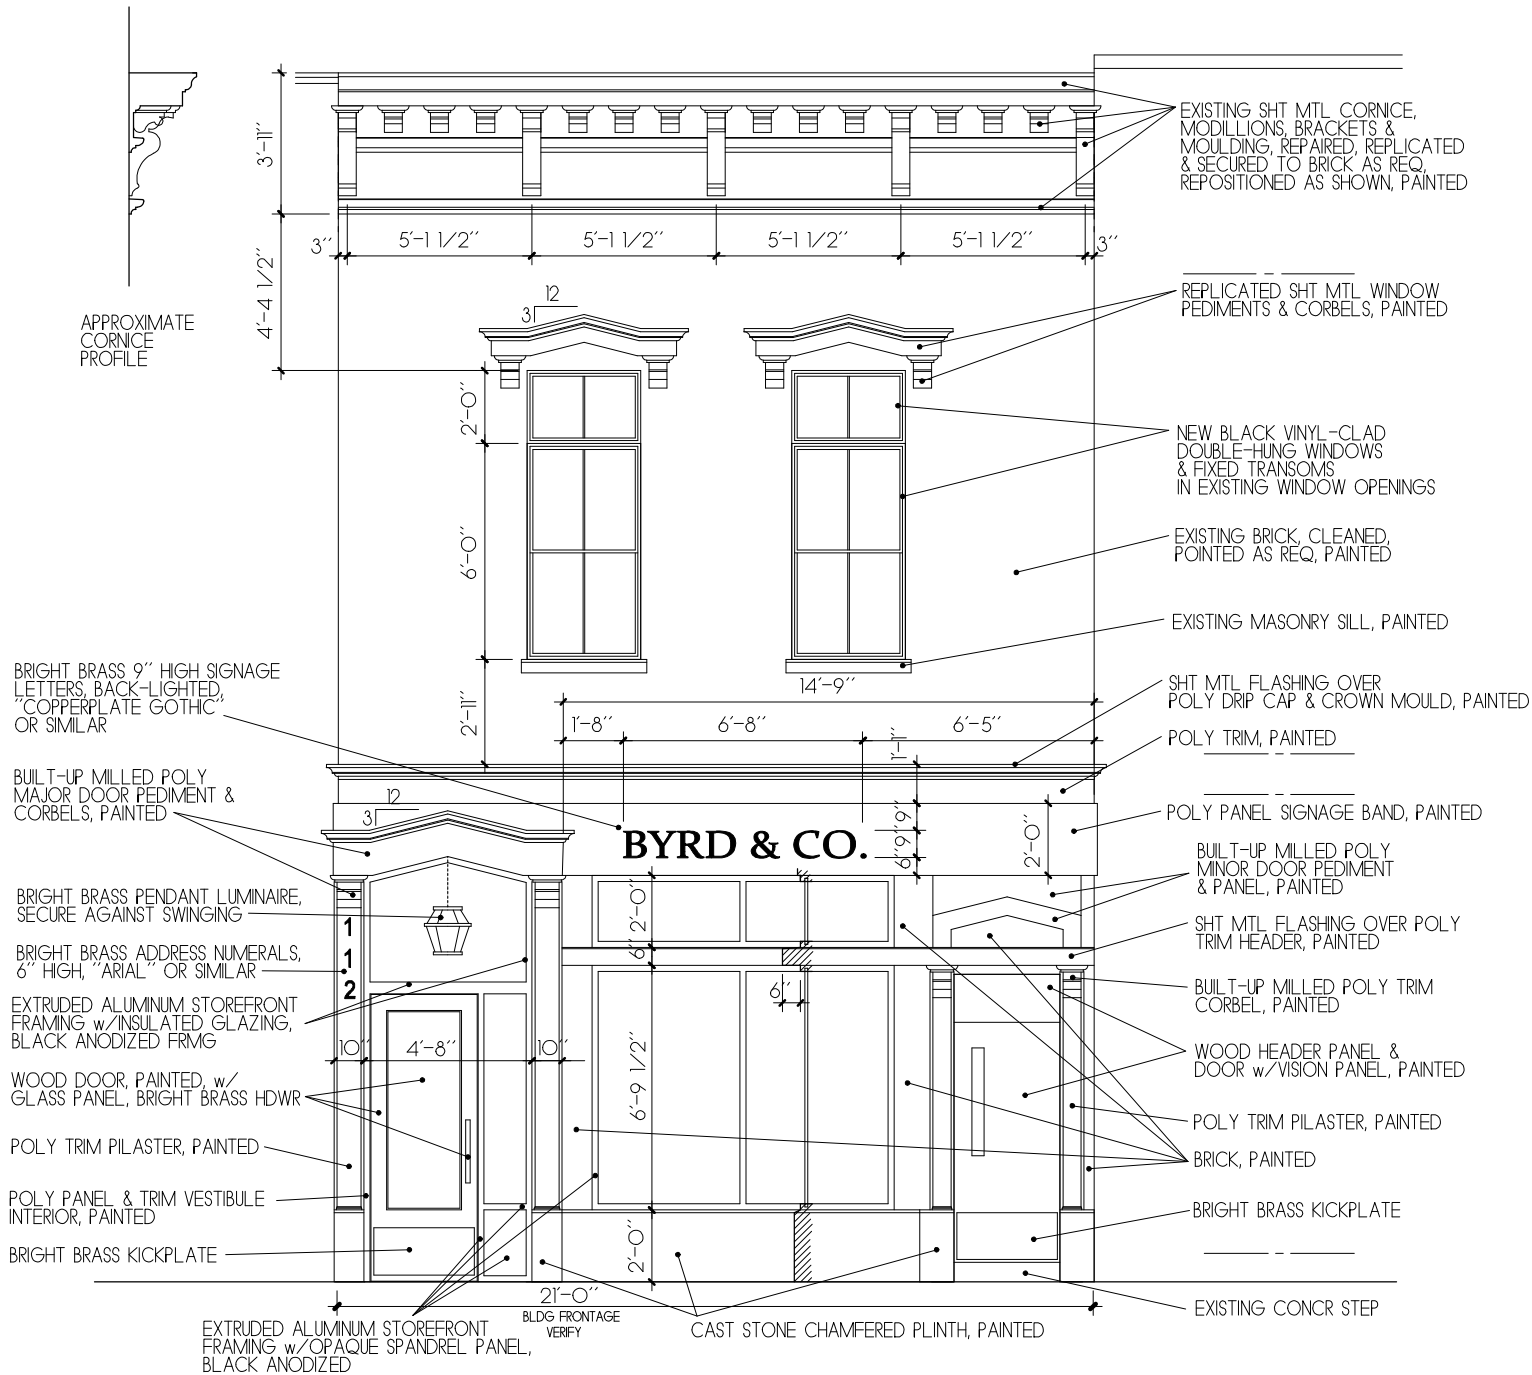 EXISTING SHT MTL CORNICE,
MODILLIONS, BRACKETS &
MOULDING, REPAIRED, REPLICATED
& SECURED TO BRICK AS REQ,
REPOSITIONED AS SHOWN, PAINTED
3'-11"
3"
5'-1 1/2"
5'-1 1/2"
5'-1 1/2"
5'-1 1/2"
3"
4'-4 1/2"
APPROXIMATE
CORNICE
PROFILE
12
3
REPLICATED SHT MTL WINDOW
PEDIMENTS & CORBELS, PAINTED
2'-0"
NEW BLACK VINYL-CLAD
DOUBLE-HUNG WINDOWS
& FIXED TRANSOMS
IN EXISTING WINDOW OPENINGS
6'-0"
EXISTING BRICK, CLEANED,
POINTED AS REQ, PAINTED
EXISTING MASONRY SILL, PAINTED
BRIGHT BRASS 9" HIGH SIGNAGE
LETTERS, BACK-LIGHTED,
"COPPERPLATE GOTHIC"
OR SIMILAR
2'-11"
14'-9"
1'-8"
6'-8"
6'-5"
1'-1"
SHT MTL FLASHING OVER
POLY DRIP CAP & CROWN MOULD, PAINTED
POLY TRIM, PAINTED
BUILT-UP MILLED POLY
MAJOR DOOR PEDIMENT &
CORBELS, PAINTED
12
3
BYRD & CO.
9"
9"
6"
2'-0"
POLY PANEL SIGNAGE BAND, PAINTED
BUILT-UP MILLED POLY
MINOR DOOR PEDIMENT
& PANEL, PAINTED
BRIGHT BRASS PENDANT LUMINAIRE,
SECURE AGAINST SWINGING
BRIGHT BRASS ADDRESS NUMERALS,
6" HIGH, "ARIAL" OR SIMILAR
1
1
2
2'-0"
6"
6"
SHT MTL FLASHING OVER POLY
TRIM HEADER, PAINTED
BUILT-UP MILLED POLY TRIM
CORBEL, PAINTED
EXTRUDED ALUMINUM STOREFRONT
FRAMING w/INSULATED GLAZING,
BLACK ANODIZED FRMG
10"
4'-8"
10"
6'-9 1/2"
WOOD HEADER PANEL &
DOOR w/VISION PANEL, PAINTED
WOOD DOOR, PAINTED, w/
GLASS PANEL, BRIGHT BRASS HDWR
POLY TRIM PILASTER, PAINTED
POLY TRIM PILASTER, PAINTED
BRICK, PAINTED
POLY PANEL & TRIM VESTIBULE
INTERIOR, PAINTED
BRIGHT BRASS KICKPLATE
BRIGHT BRASS KICKPLATE
2'-0"
21'-0"
BLDG FRONTAGE
VERIFY
EXISTING CONCR STEP
EXTRUDED ALUMINUM STOREFRONT
FRAMING w/OPAQUE SPANDREL PANEL,
BLACK ANODIZED
CAST STONE CHAMFERED PLINTH, PAINTED